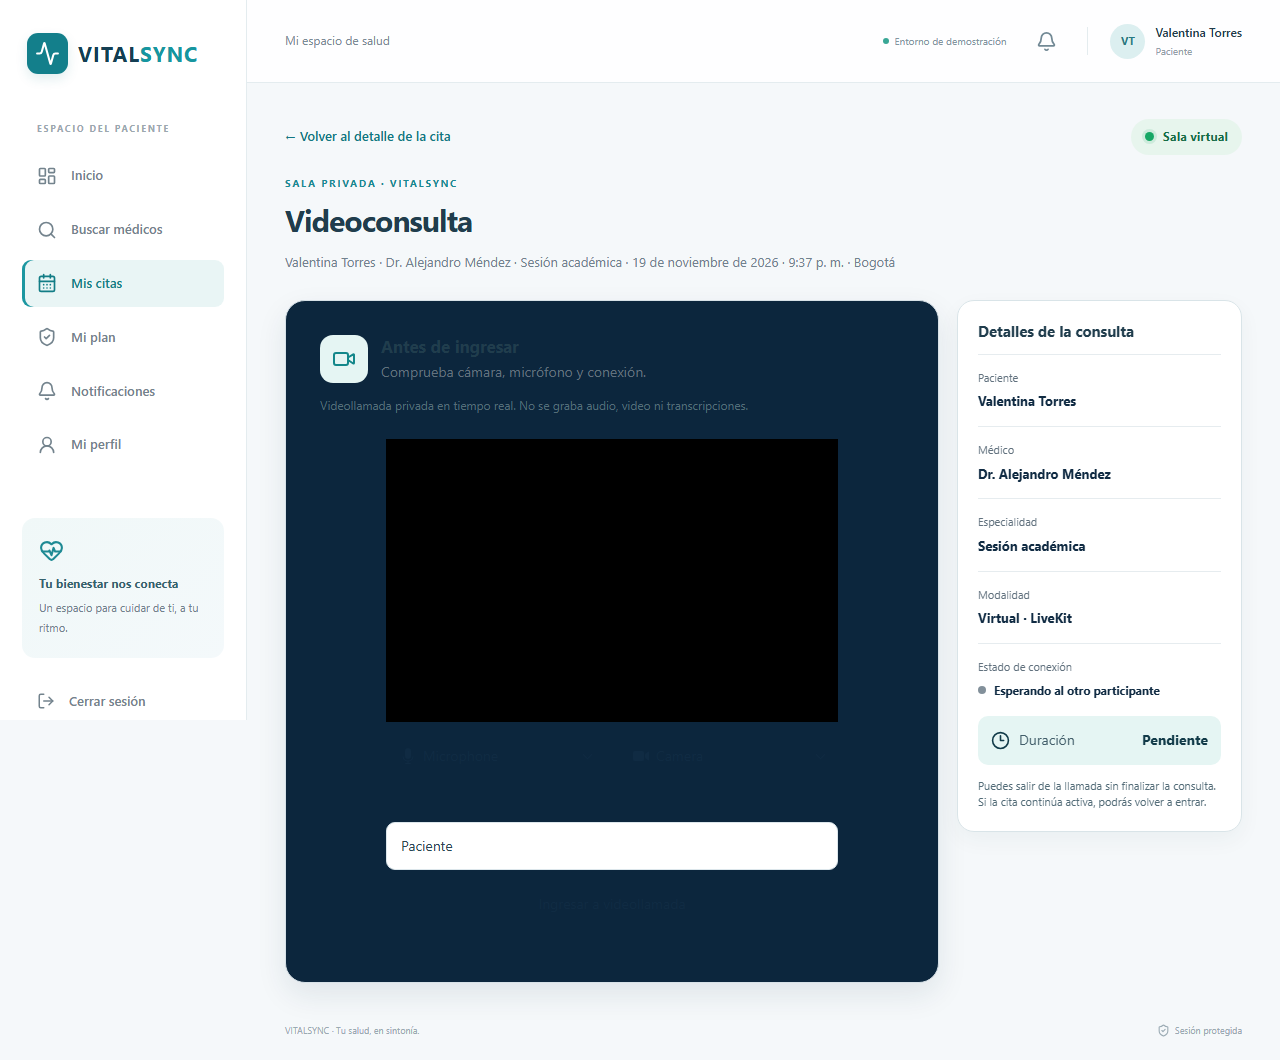 VITALSYNC
ESPACIO DEL PACIENTE
Inicio
Buscar médicos
Mis citas
Mi plan
Notificaciones
Mi perfil
Tu bienestar nos conecta
Un espacio para cuidar de ti, a tu
ritmo.
Cerrar sesión
Mi espacio de salud
Entorno de demostración
VT
Valentina Torres
Paciente
← Volver al detalle de la cita
Sala virtual
SALA PRIVADA · VITALSYNC
Videoconsulta
Valentina Torres · Dr. Alejandro Méndez · Sesión académica · 19 de noviembre de 2026 · 9:37 p. m. · Bogotá
Antes de ingresar
Comprueba cámara, micrófono y conexión.
Videollamada privada en tiempo real. No se graba audio, video ni transcripciones.
Paciente
Detalles de la consulta
Paciente
Valentina Torres
Médico
Dr. Alejandro Méndez
Especialidad
Sesión académica
Modalidad
Virtual · LiveKit
Estado de conexión
Esperando al otro participante
Duración
Pendiente
Puedes salir de la llamada sin finalizar la consulta.
Si la cita continúa activa, podrás volver a entrar.
VITALSYNC · Tu salud, en sintonía.
Sesión protegida